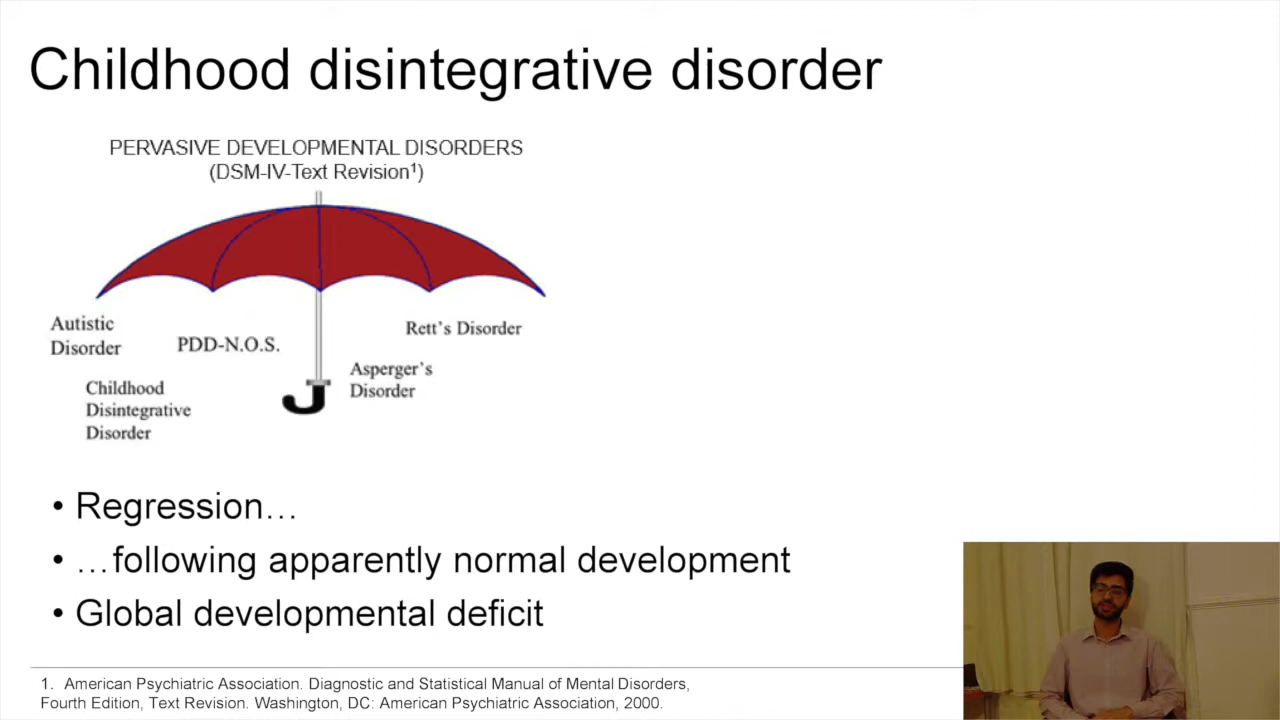 Childhood disintegrative disorder
PERVASIVE DEVELOPMENTAL DISORDERS
(DSM-IV-Text Revision¹)
Autistic
Disorder
PDD-N.O.S.
Rett's Disorder
Childhood
Disintegrative
Disorder
Asperger's
Disorder
• Regression…
• …following apparently normal development
• Global developmental deficit
1. American Psychiatric Association. Diagnostic and Statistical Manual of Mental Disorders,
Fourth Edition, Text Revision. Washington, DC: American Psychiatric Association, 2000.